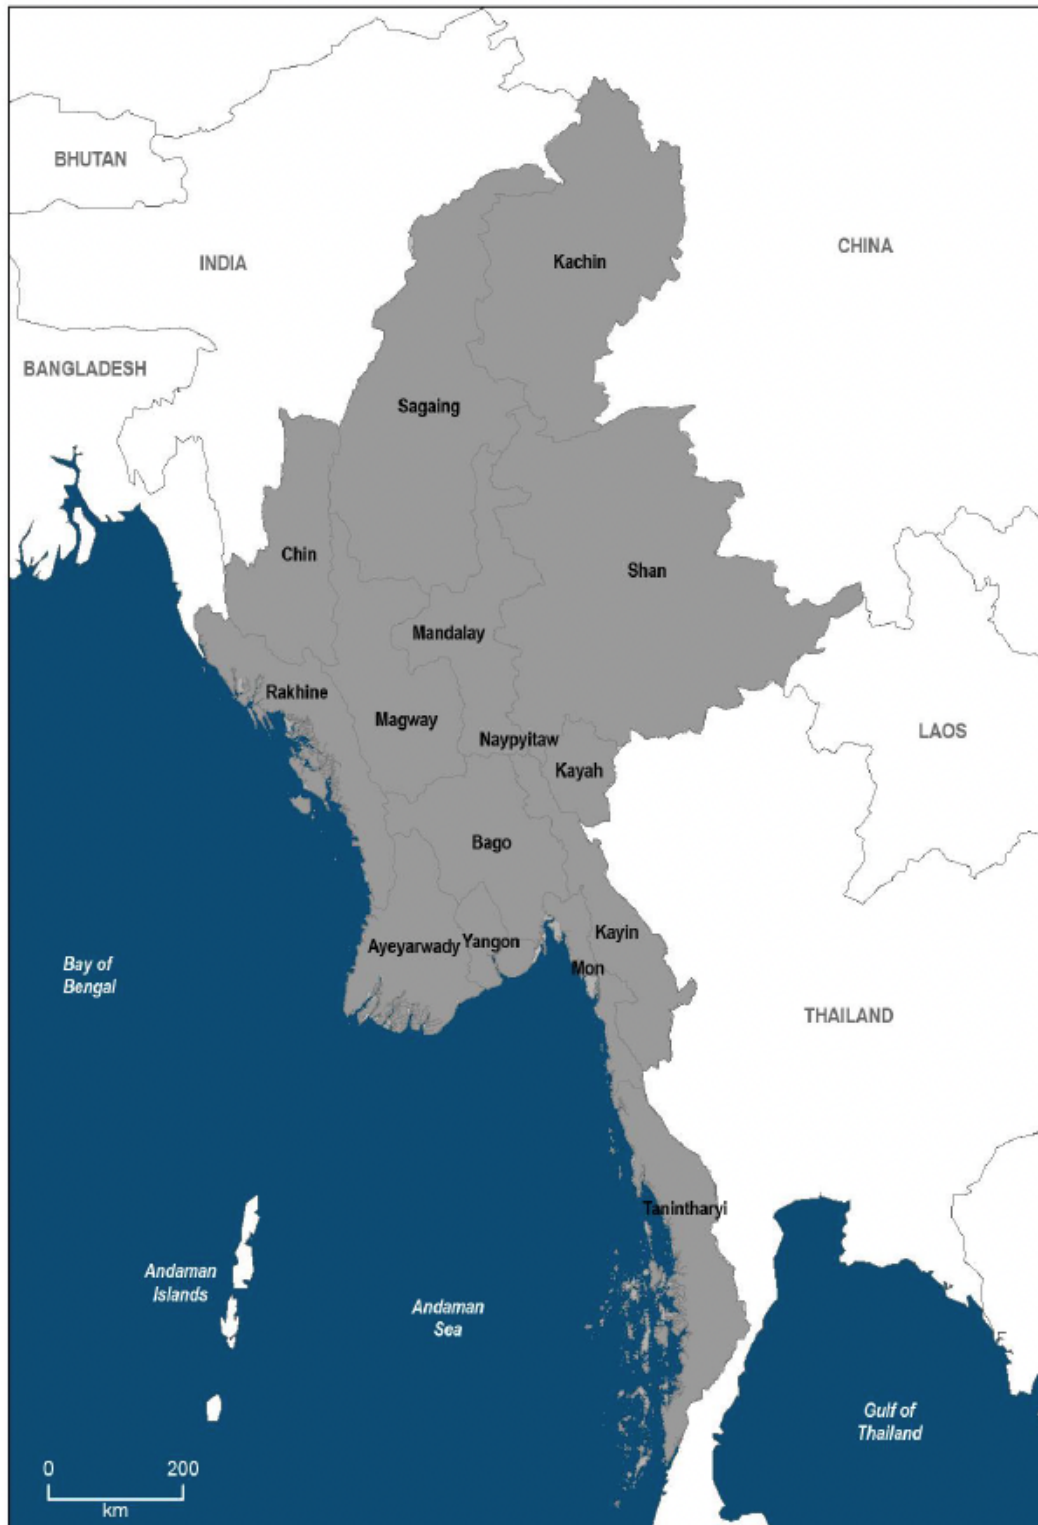 BHUTAN
CHINA
INDIA
Kachin
BANGLADESH
Sagaing
Chin
Shan
Mandalay
Rakhine
Magway
LAOS
Naypyitaw
Kayah
Bago
Kayin
Ayeyarwady
Yangon
Mon
Bay of
Bengal
THAILAND
Tanintharyi
Andaman
Islands
Andaman
Sea
Gulf of
Thailand
0 200
km